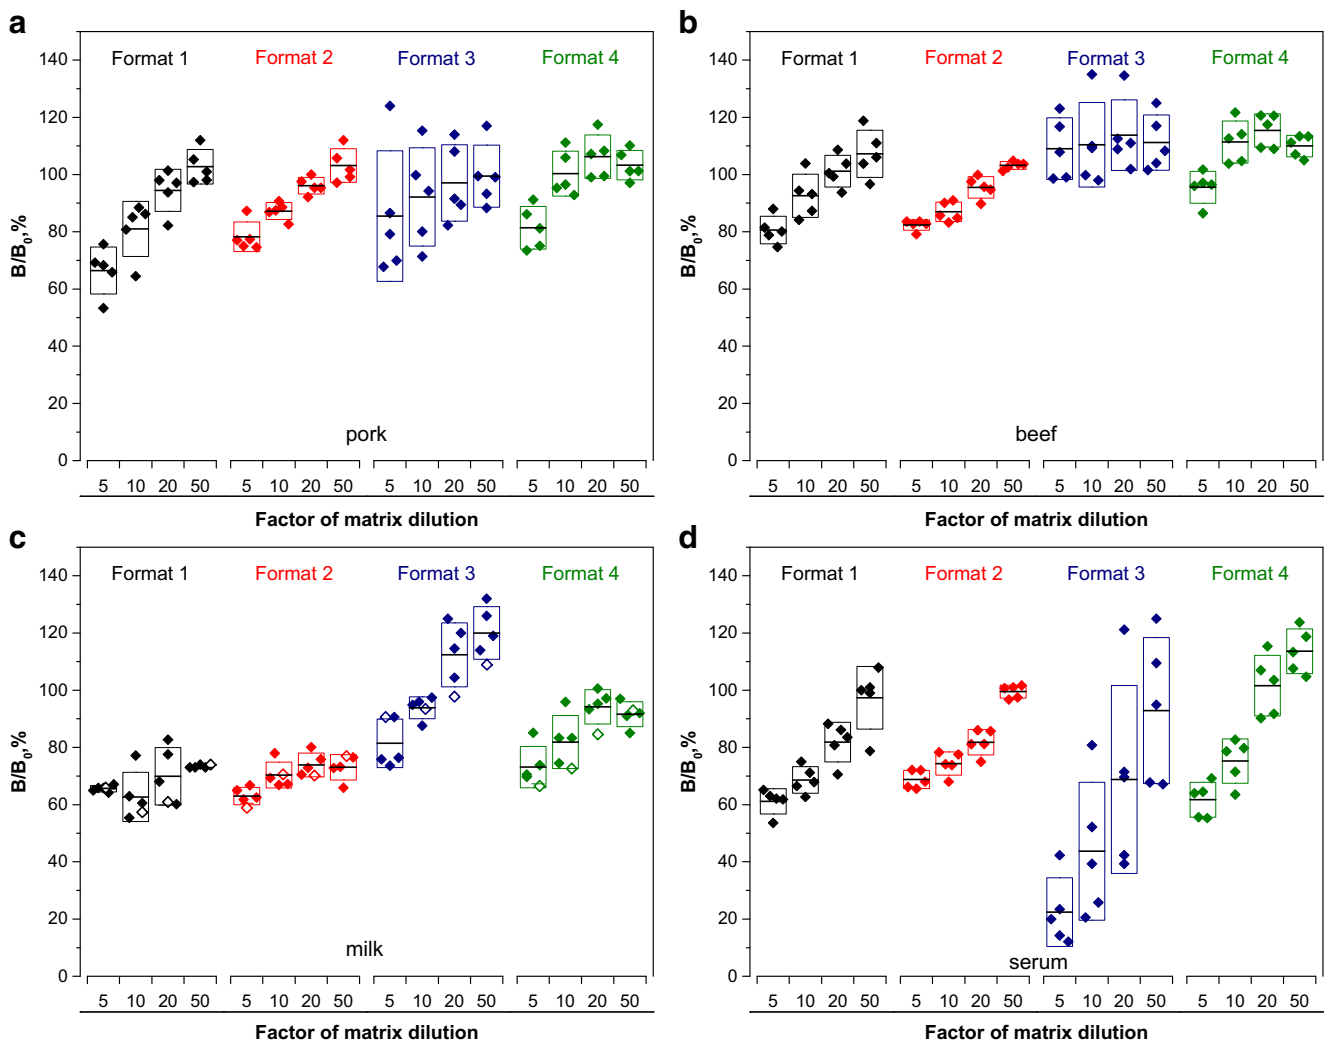 a
Format 1 Format 2 Format 3 Format 4
140
120
100
80
60
40
20
0
B/B₀,%
pork
5 10 20 50 5 10 20 50 5 10 20 50 5 10 20 50
Factor of matrix dilution
b
Format 1 Format 2 Format 3 Format 4
140
120
100
80
60
40
20
0
B/B₀,%
beef
5 10 20 50 5 10 20 50 5 10 20 50 5 10 20 50
Factor of matrix dilution
c
Format 1 Format 2 Format 3 Format 4
140
120
100
80
60
40
20
0
B/B₀,%
milk
5 10 20 50 5 10 20 50 5 10 20 50 5 10 20 50
Factor of matrix dilution
d
Format 1 Format 2 Format 3 Format 4
140
120
100
80
60
40
20
0
B/B₀,%
serum
5 10 20 50 5 10 20 50 5 10 20 50 5 10 20 50
Factor of matrix dilution